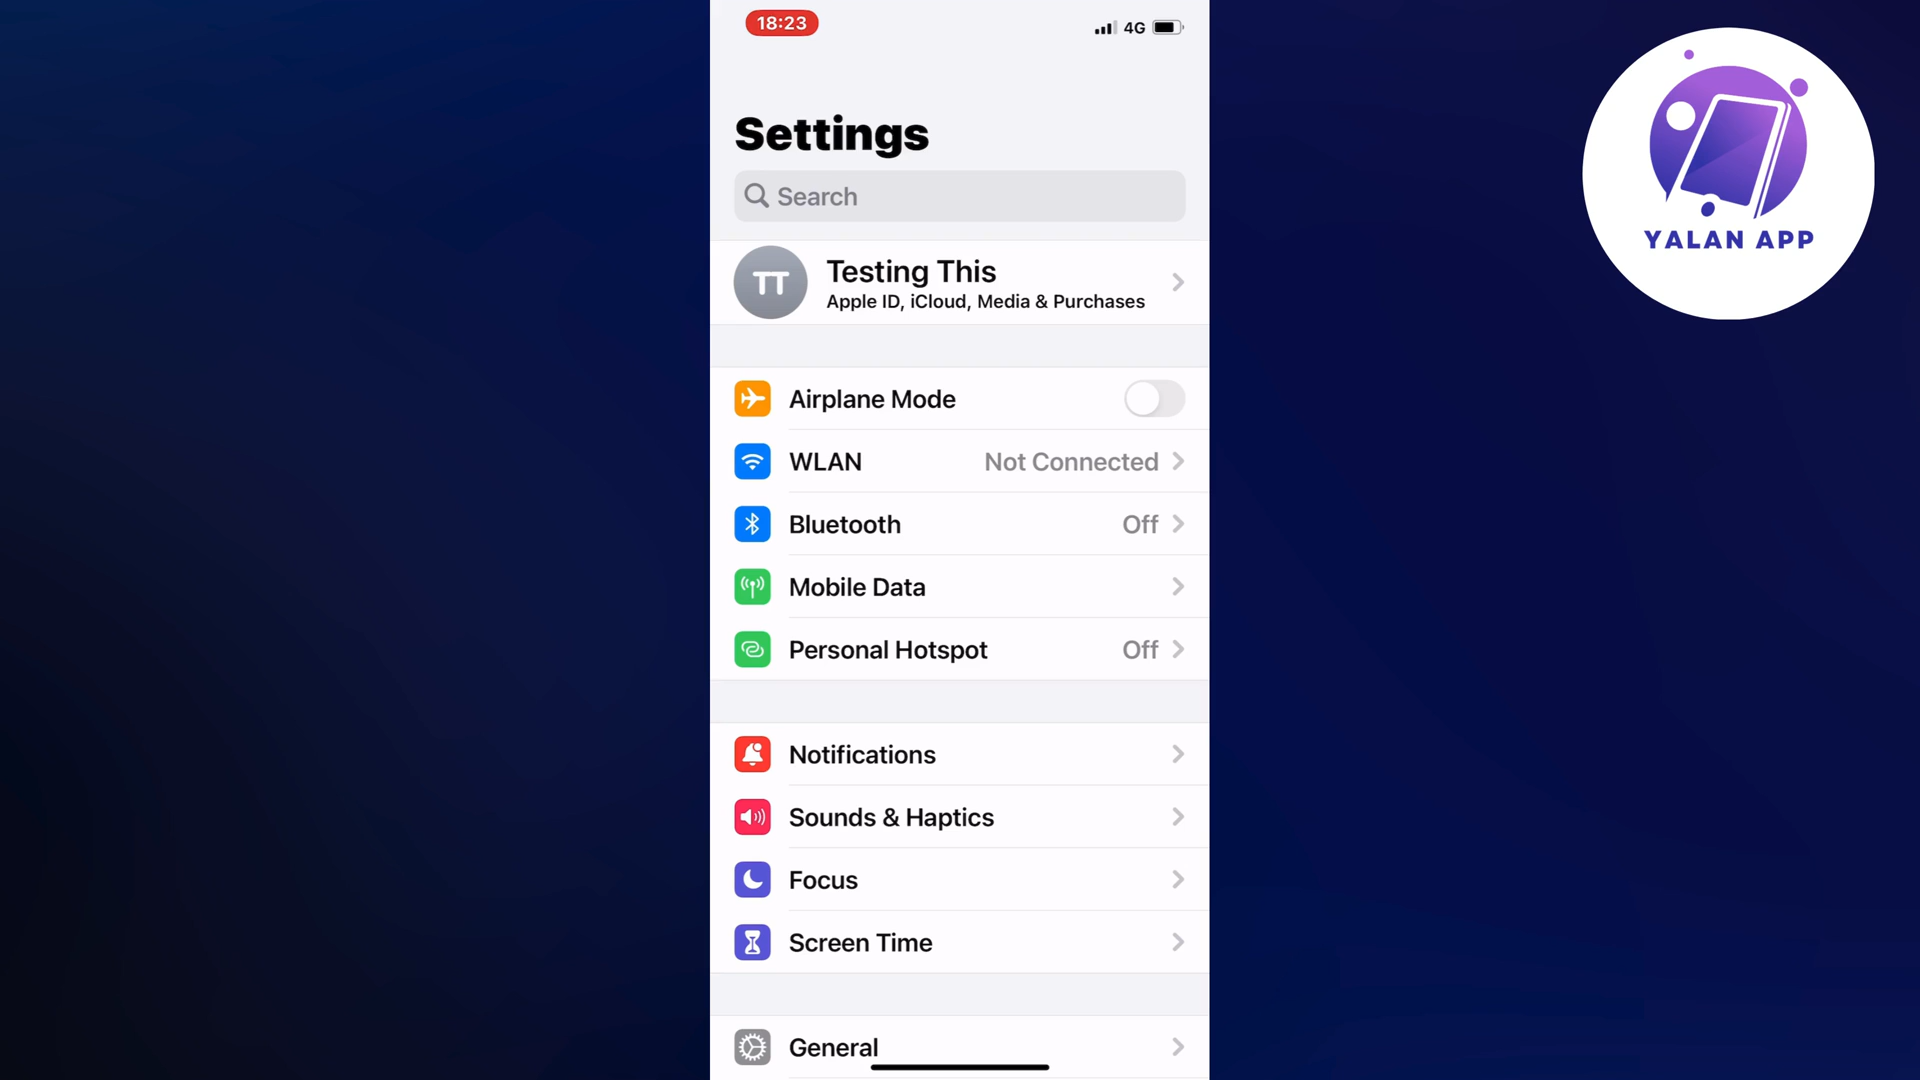 18:23
4G
Settings
Search
TT
Testing This
Apple ID, iCloud, Media & Purchases
Airplane Mode
WLAN Not Connected
Bluetooth Off
Mobile Data
Personal Hotspot Off
Notifications
Sounds & Haptics
Focus
Screen Time
General
YALAN APP